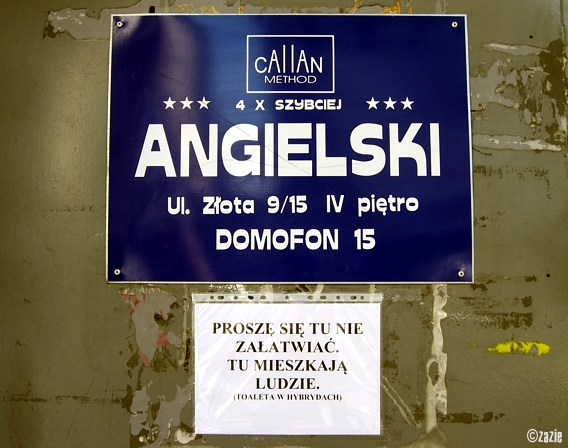 CAllAN
METHOD
★★★ 4 X SZYBCIEJ ★★★
ANGIELSKI
Ul. Złota 9/15 IV piętro
DOMOFON 15
PROSZĘ SIĘ TU NIE
ZAŁATWIAĆ.
TU MIESZKAJĄ
LUDZIE.
(TOALETA W HYBRYDACH)
©zazie